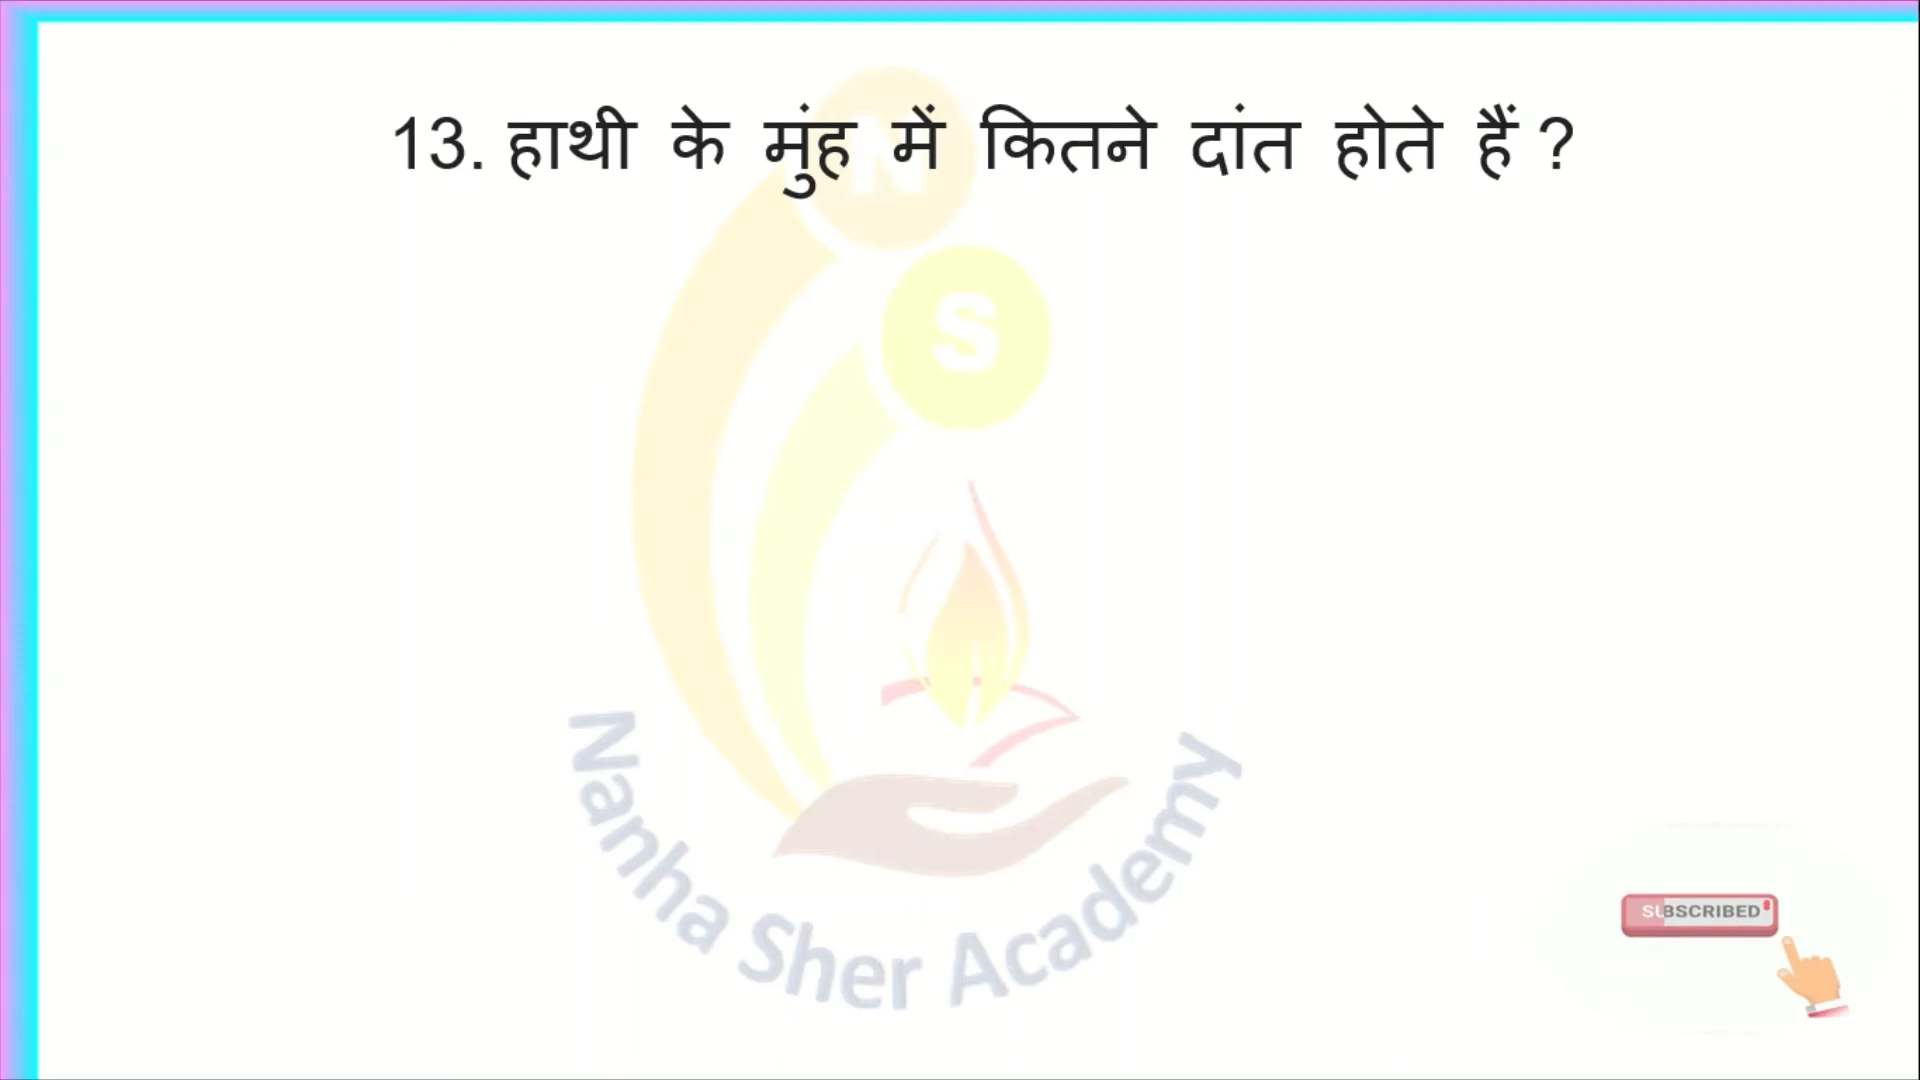 13. हाथी के मुंह में कितने दांत होते हैं ?
N
S
Nanha Sher Academy
SUBSCRIBED